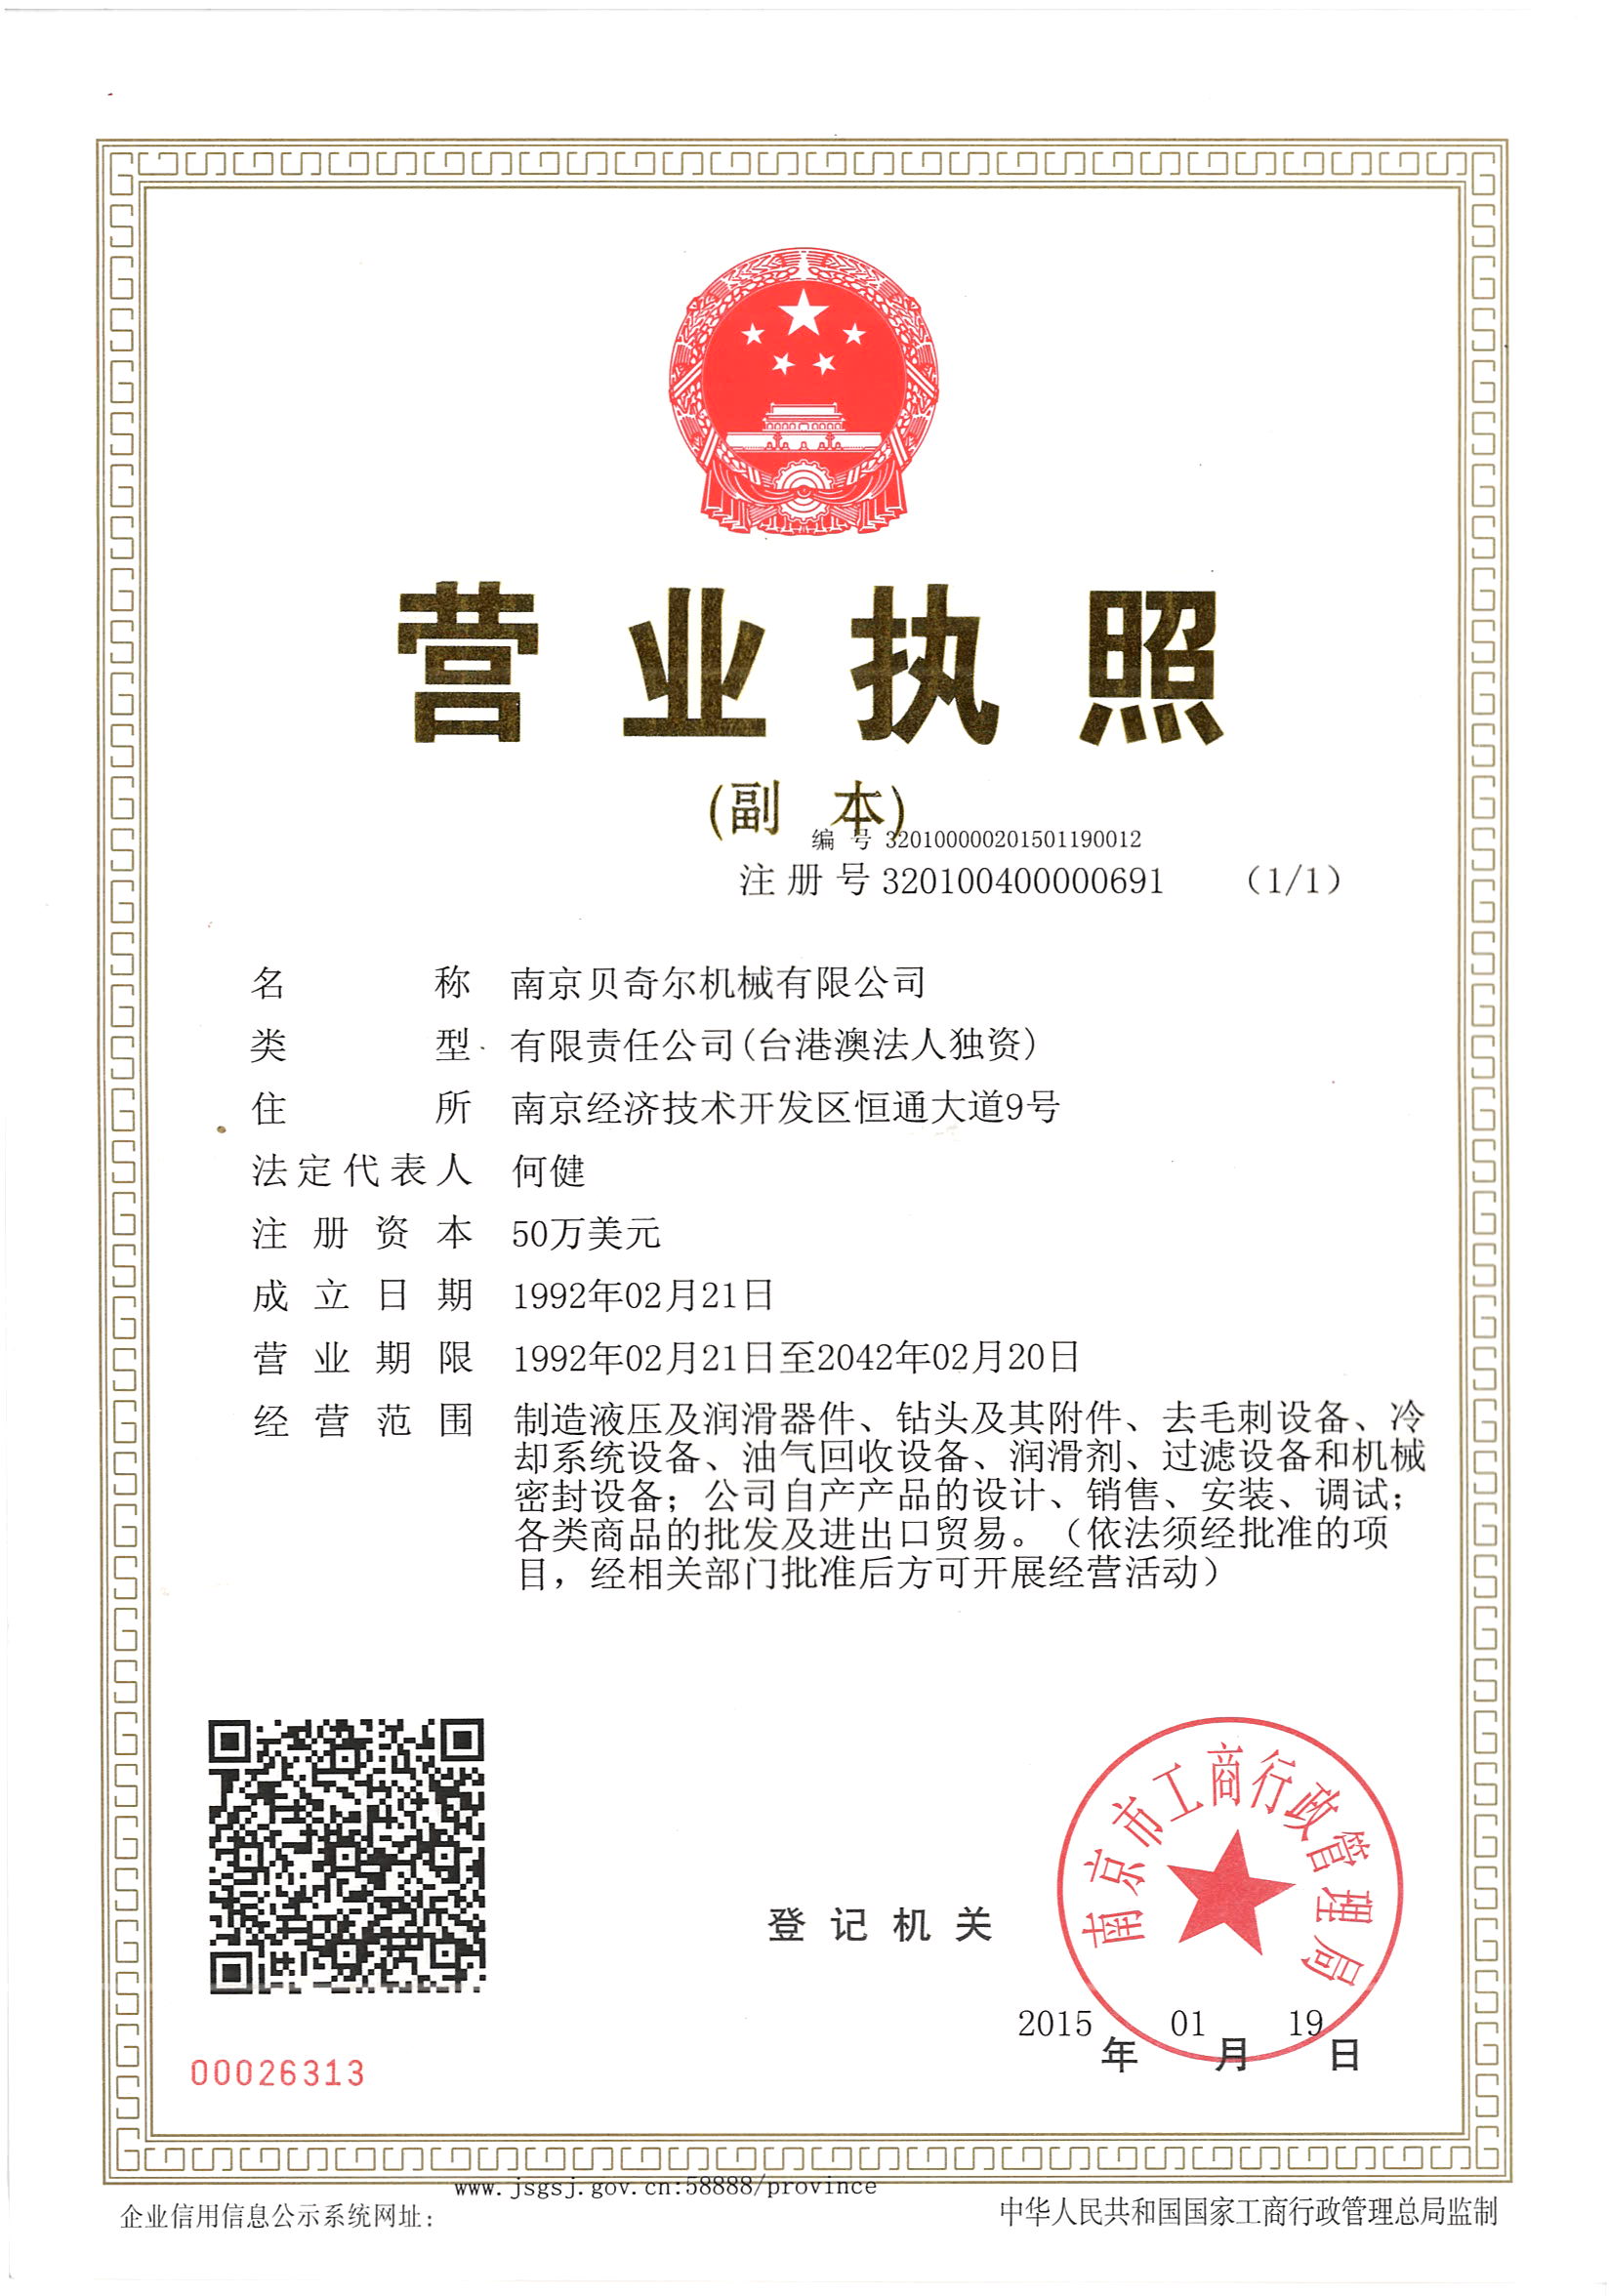 营业执照
(副 本)
编 号 320100000201501190012
注 册 号 320100400000691 （1/1）
名 称 南京贝奇尔机械有限公司
类 型 有限责任公司(台港澳法人独资)
住 所 南京经济技术开发区恒通大道9号
法定代表人 何健
注 册 资 本 50万美元
成 立 日 期 1992年02月21日
营 业 期 限 1992年02月21日至2042年02月20日
经 营 范 围 制造液压及润滑器件、钻头及其附件、去毛刺设备、冷
却系统设备、油气回收设备、润滑剂、过滤设备和机械
密封设备；公司自产产品的设计、销售、安装、调试；
各类商品的批发及进出口贸易。（依法须经批准的项
目，经相关部门批准后方可开展经营活动）
南京市工商行政管理局
登 记 机 关
2015 年 01 月 19 日
00026313
www.jsgsj.gov.cn:58888/province
企业信用信息公示系统网址：
中华人民共和国国家工商行政管理总局监制